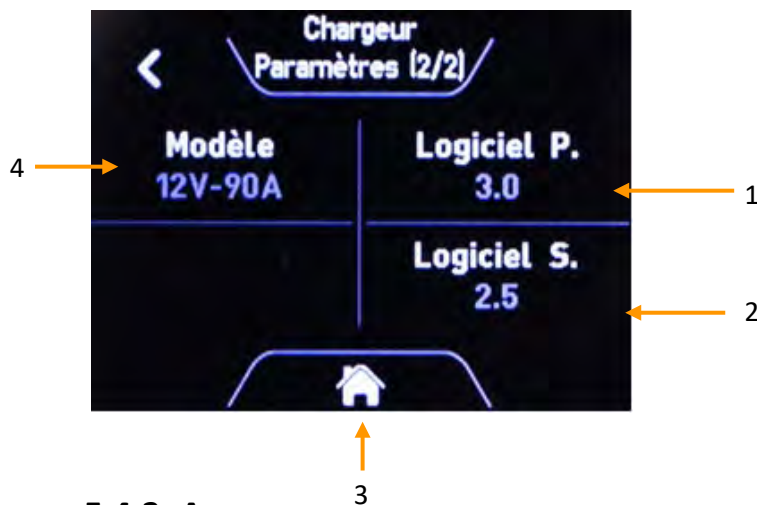 Chargeur
Paramètres (2/2)
Modèle
12V-90A
Logiciel P.
3.0
Logiciel S.
2.5
4
1
2
3